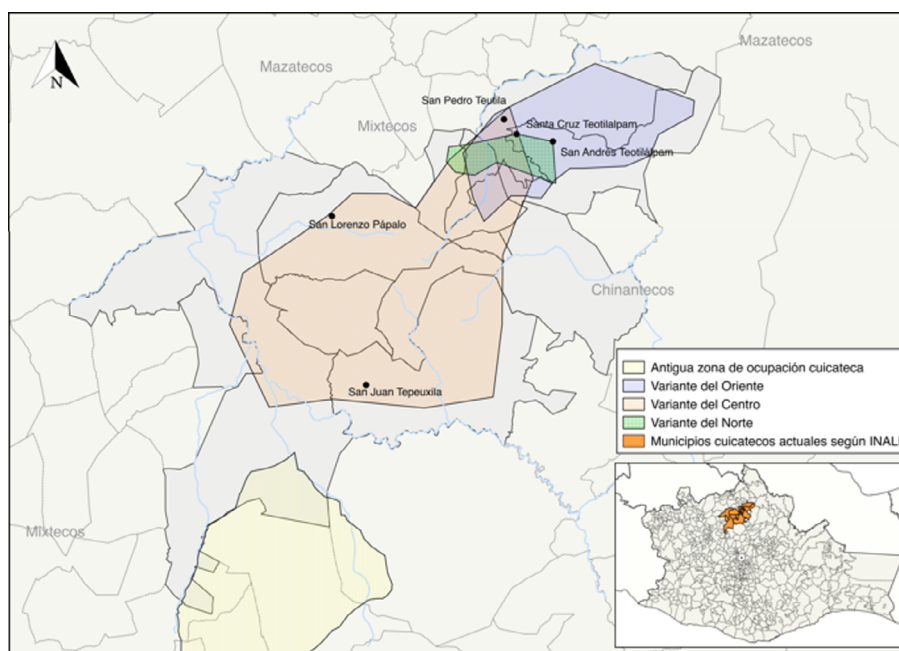 Mazatecos
Mazatecos
N
San Pedro Teutila
Mixtecos
Santa Cruz Teotilalpam
San Andrés Teotilálpam
San Lorenzo Pápalo
Chinantecos
San Juan Tepeuxila
Mixtecos
Antigua zona de ocupación cuicateca
Variante del Oriente
Variante del Centro
Variante del Norte
Municipios cuicatecos actuales según INALI